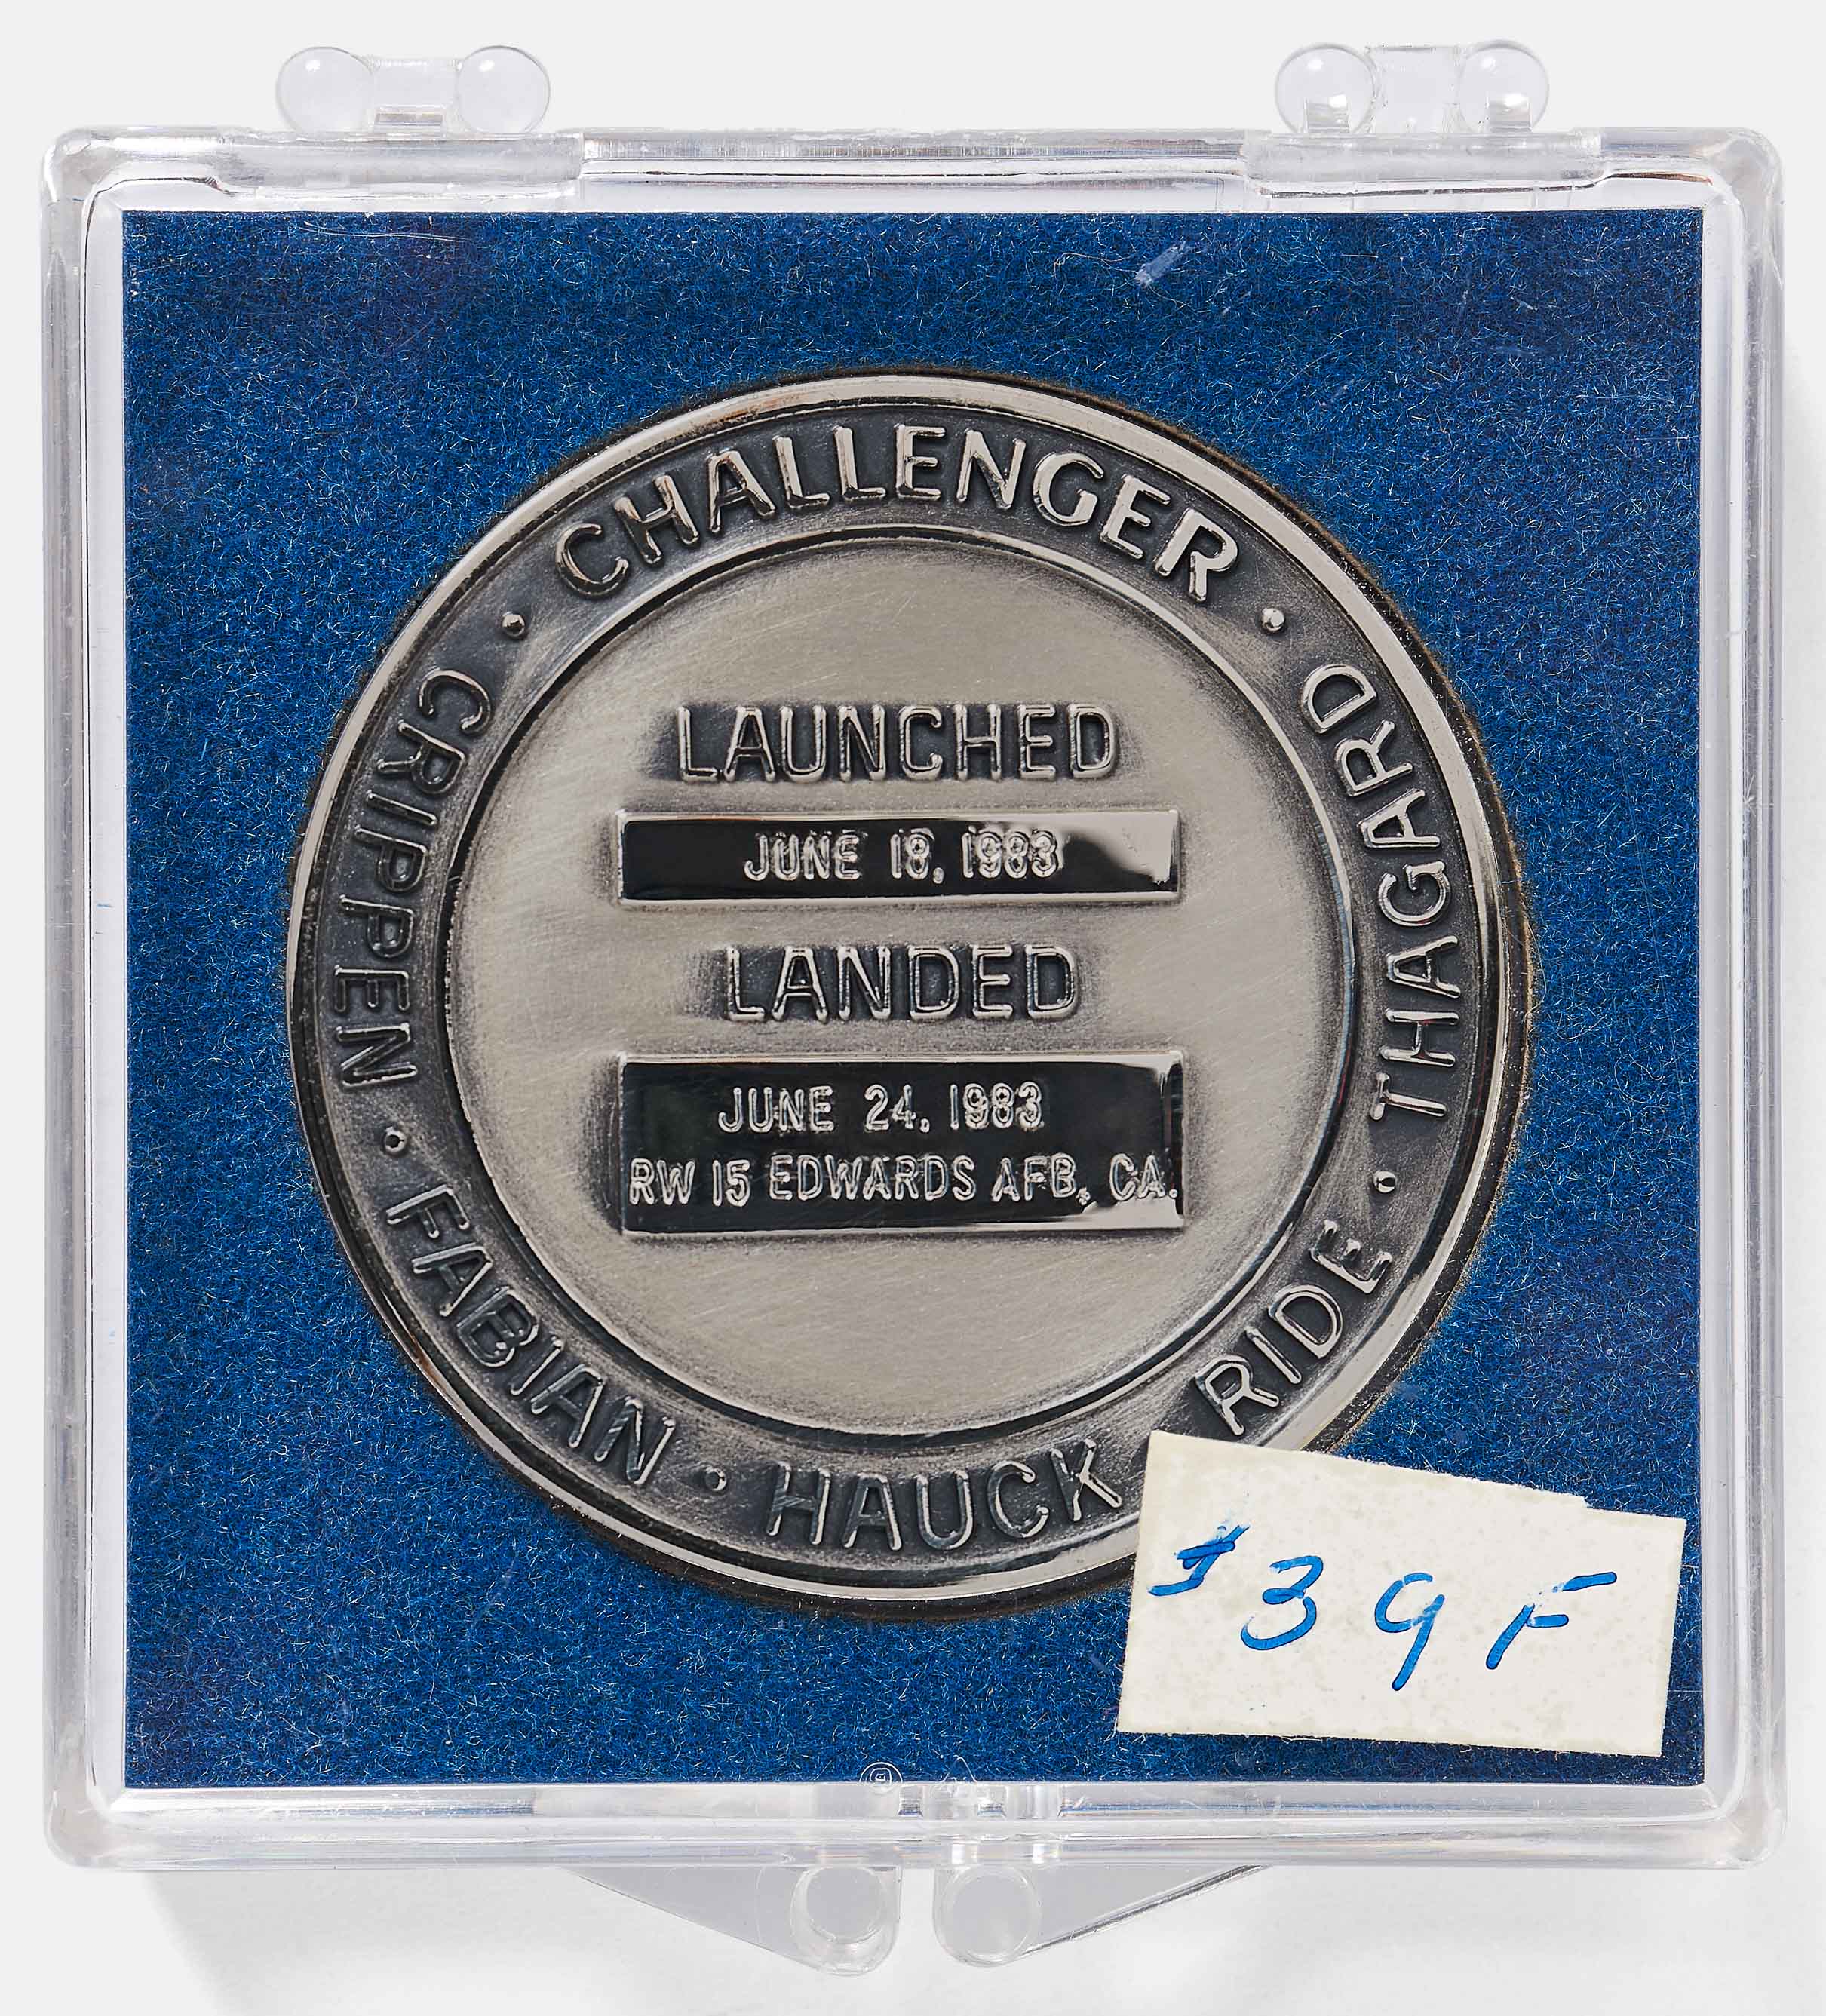 · CHALLENGER ·
CRIPPEN · FABIAN · HAUCK RIDE · THAGARD
LAUNCHED
JUNE 18, 1983
LANDED
JUNE 24, 1983
RW 15 EDWARDS AFB, CA.
$39F